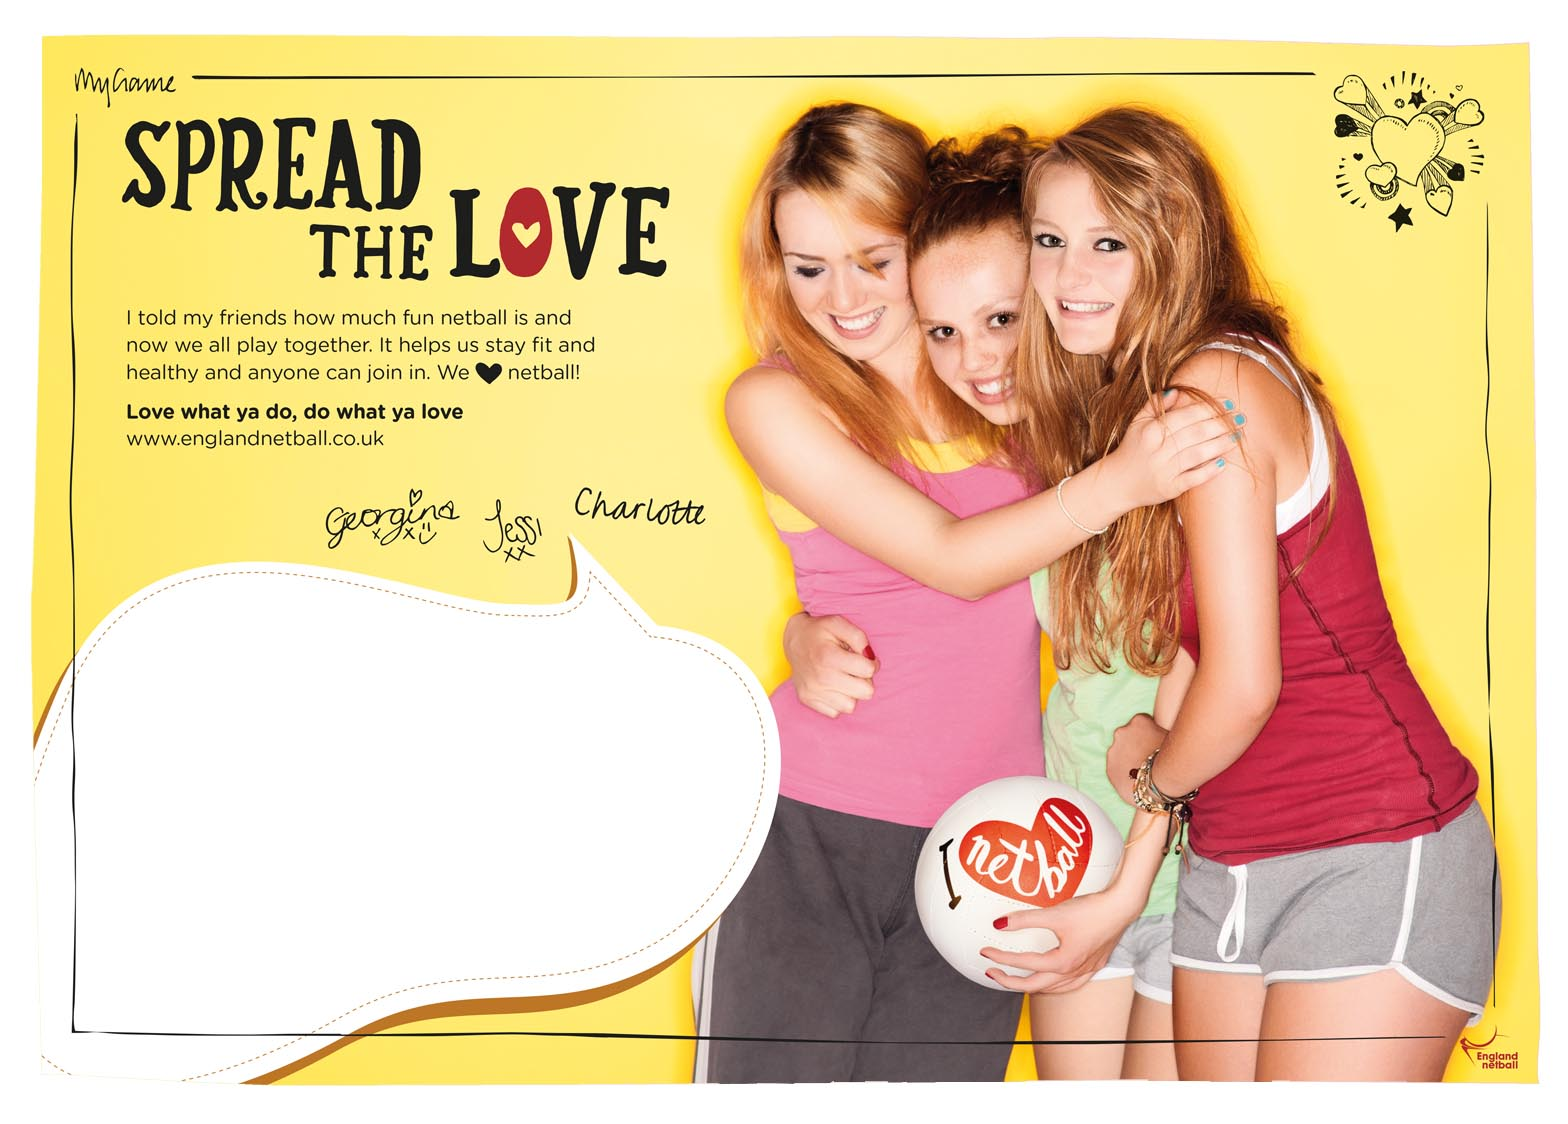 MyGame
SPREAD
THE LOVE
I told my friends how much fun netball is and
now we all play together. It helps us stay fit and
healthy and anyone can join in. We ♥ netball!
Love what ya do, do what ya love
www.englandnetball.co.uk
Georgina
xx
Jessi
xx
Charlotte
I
netball
England
netball